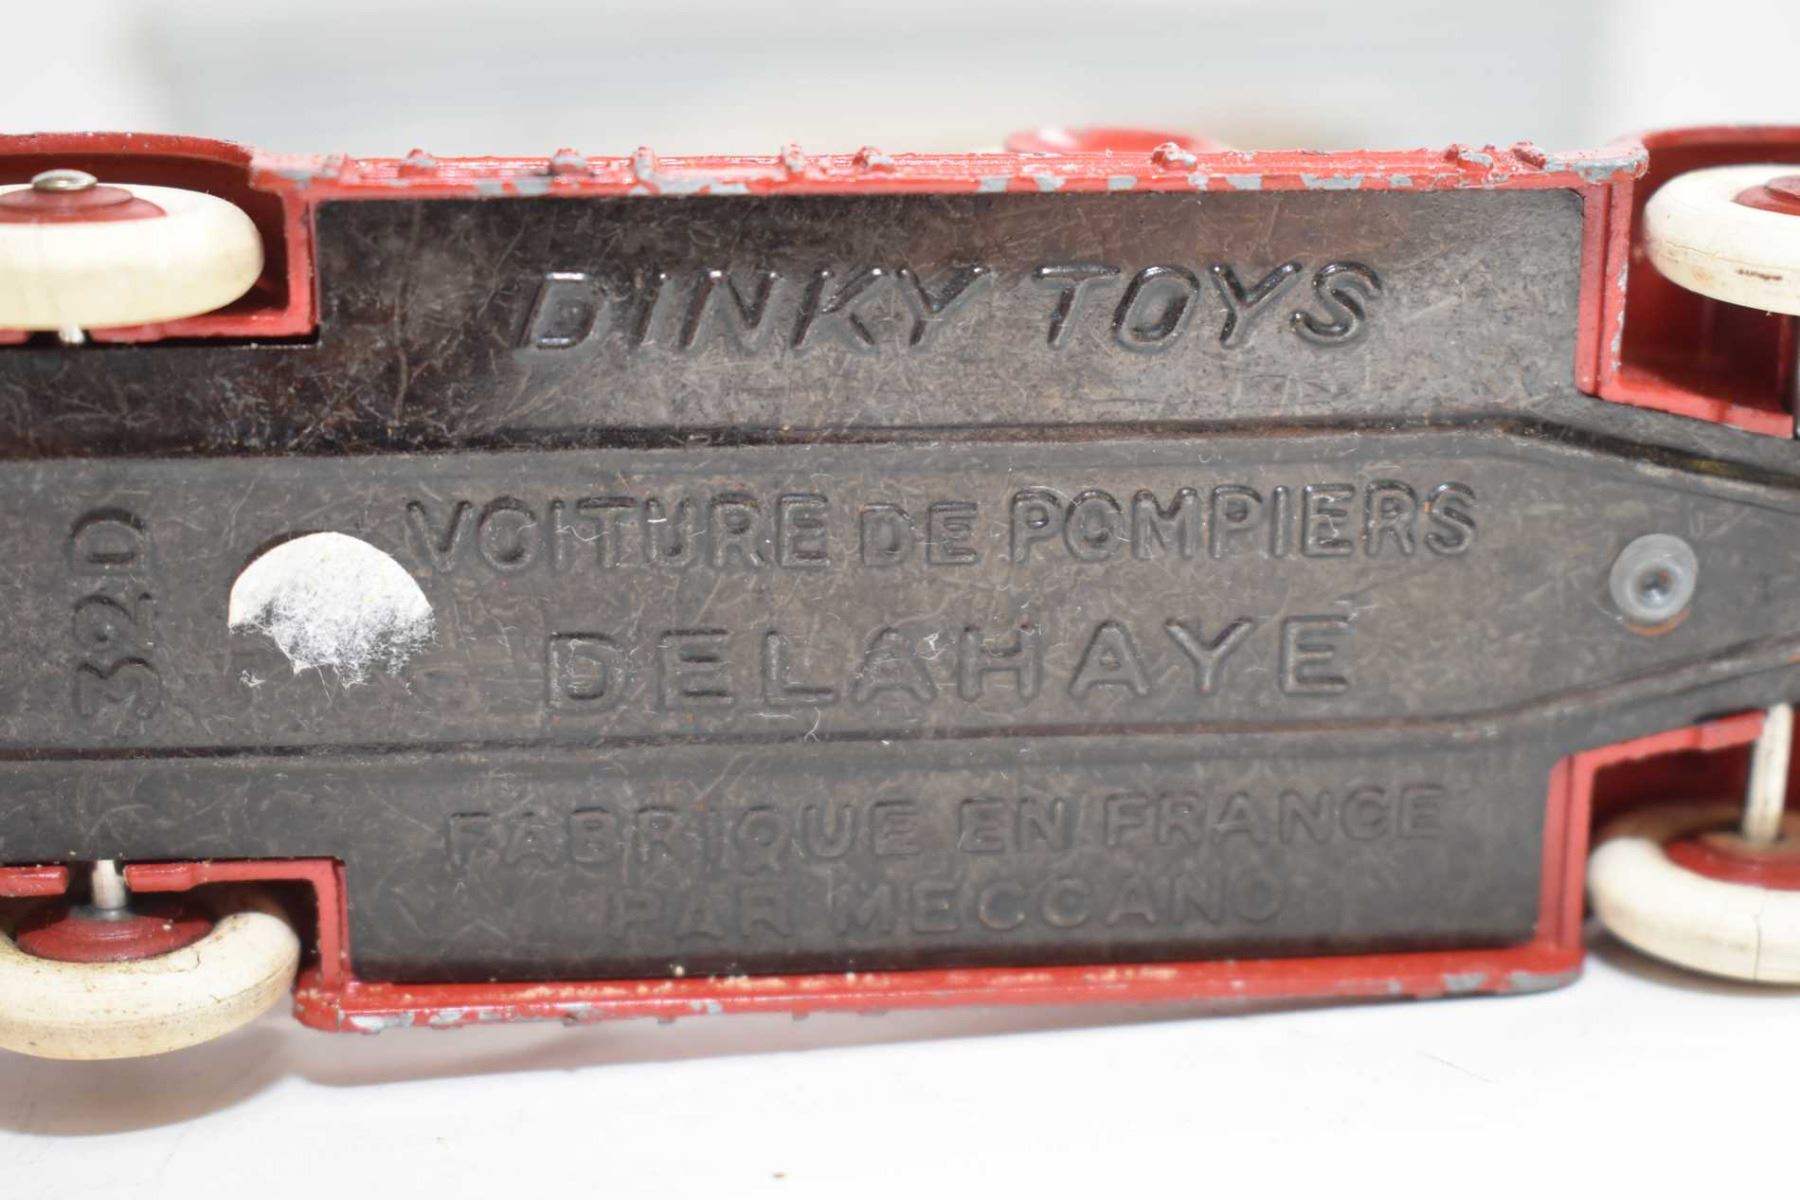 DINKY TOYS
32D
VOITURE DE POMPIERS
DELAHAYE
FABRIQUE EN FRANCE
PAR MECCANO